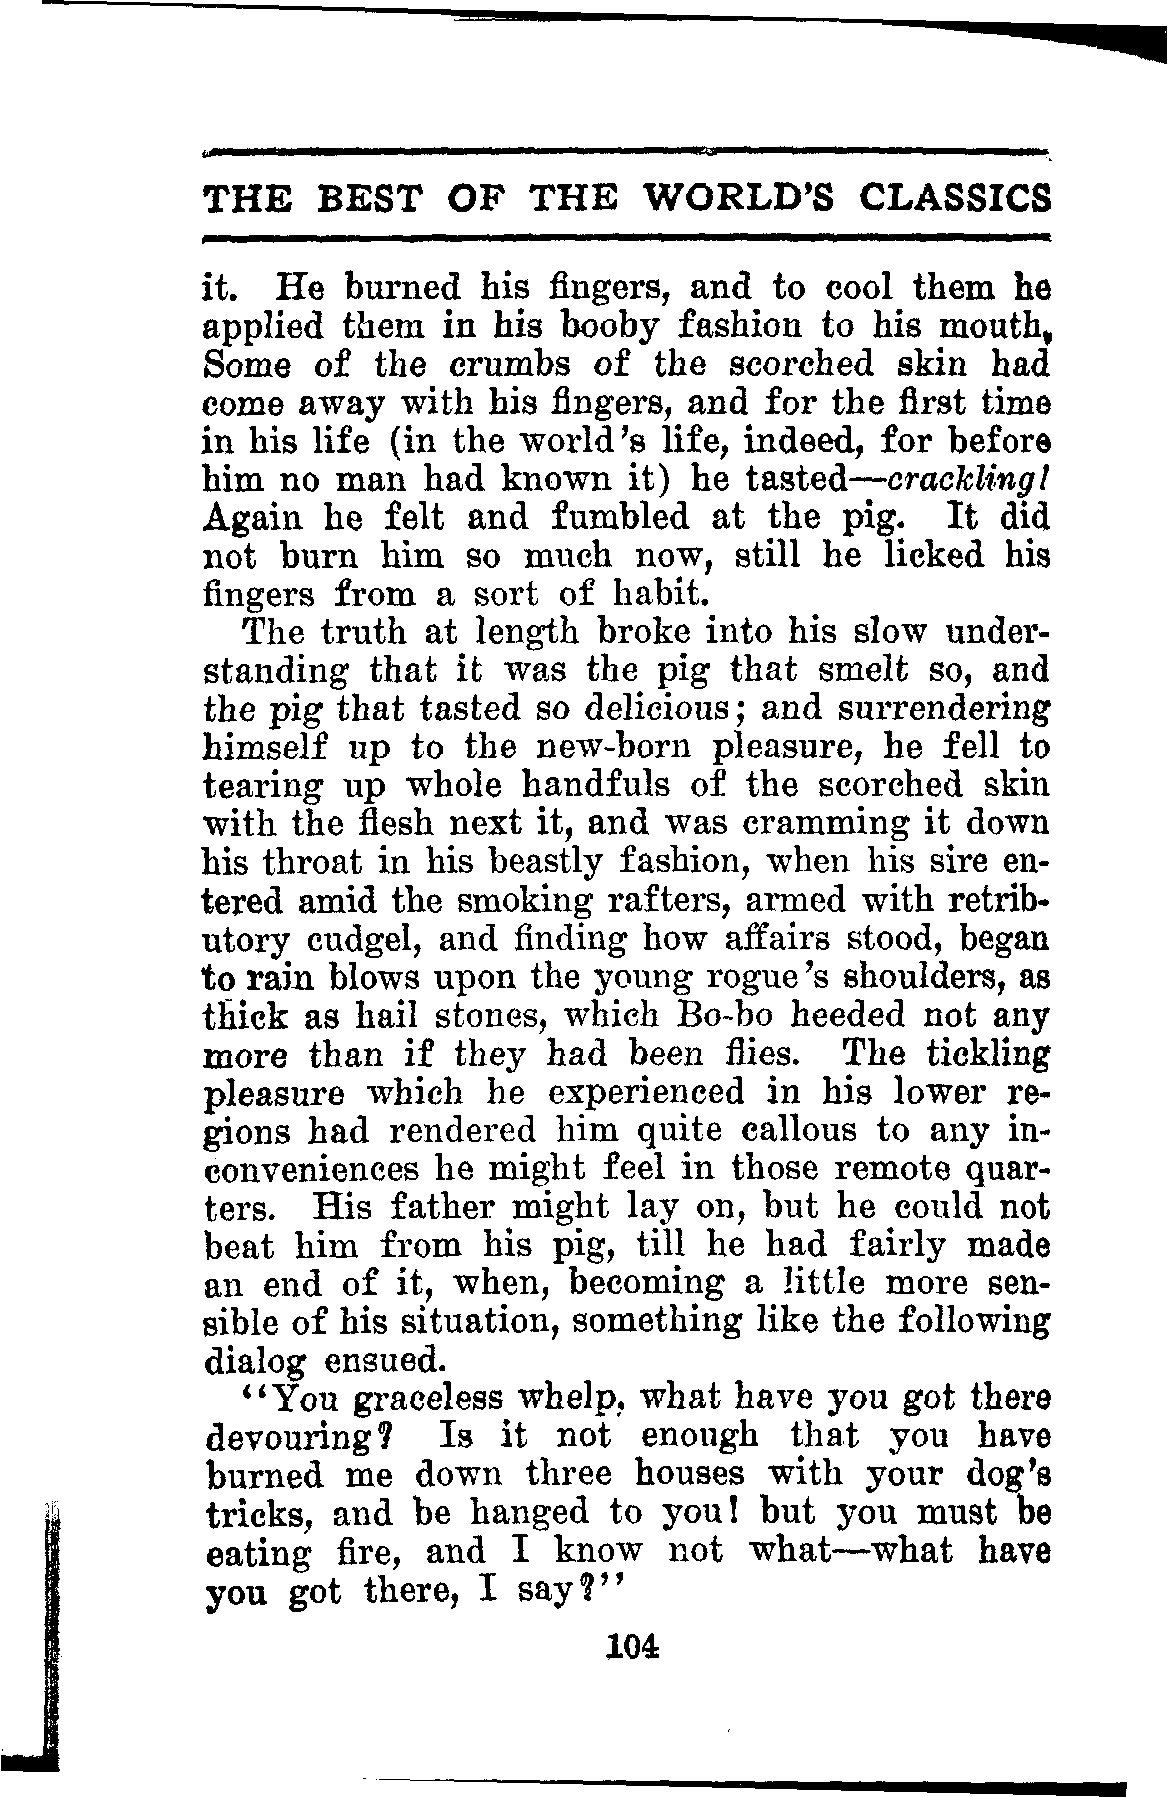 THE BEST OF THE WORLD'S CLASSICS
it. He burned his fingers, and to cool them he
applied them in his booby fashion to his mouth,
Some of the crumbs of the scorched skin had
come away with his fingers, and for the first time
in his life (in the world's life, indeed, for before
him no man had known it) he tasted—crackling!
Again he felt and fumbled at the pig. It did
not burn him so much now, still he licked his
fingers from a sort of habit.
The truth at length broke into his slow under-
standing that it was the pig that smelt so, and
the pig that tasted so delicious; and surrendering
himself up to the new-born pleasure, he fell to
tearing up whole handfuls of the scorched skin
with the flesh next it, and was cramming it down
his throat in his beastly fashion, when his sire en-
tered amid the smoking rafters, armed with retrib-
utory cudgel, and finding how affairs stood, began
to rain blows upon the young rogue's shoulders, as
thick as hail stones, which Bo-bo heeded not any
more than if they had been flies. The tickling
pleasure which he experienced in his lower re-
gions had rendered him quite callous to any in-
conveniences he might feel in those remote quar-
ters. His father might lay on, but he could not
beat him from his pig, till he had fairly made
an end of it, when, becoming a little more sen-
sible of his situation, something like the following
dialog ensued.
"You graceless whelp, what have you got there
devouring? Is it not enough that you have
burned me down three houses with your dog's
tricks, and be hanged to you! but you must be
eating fire, and I know not what—what have
you got there, I say?"
104